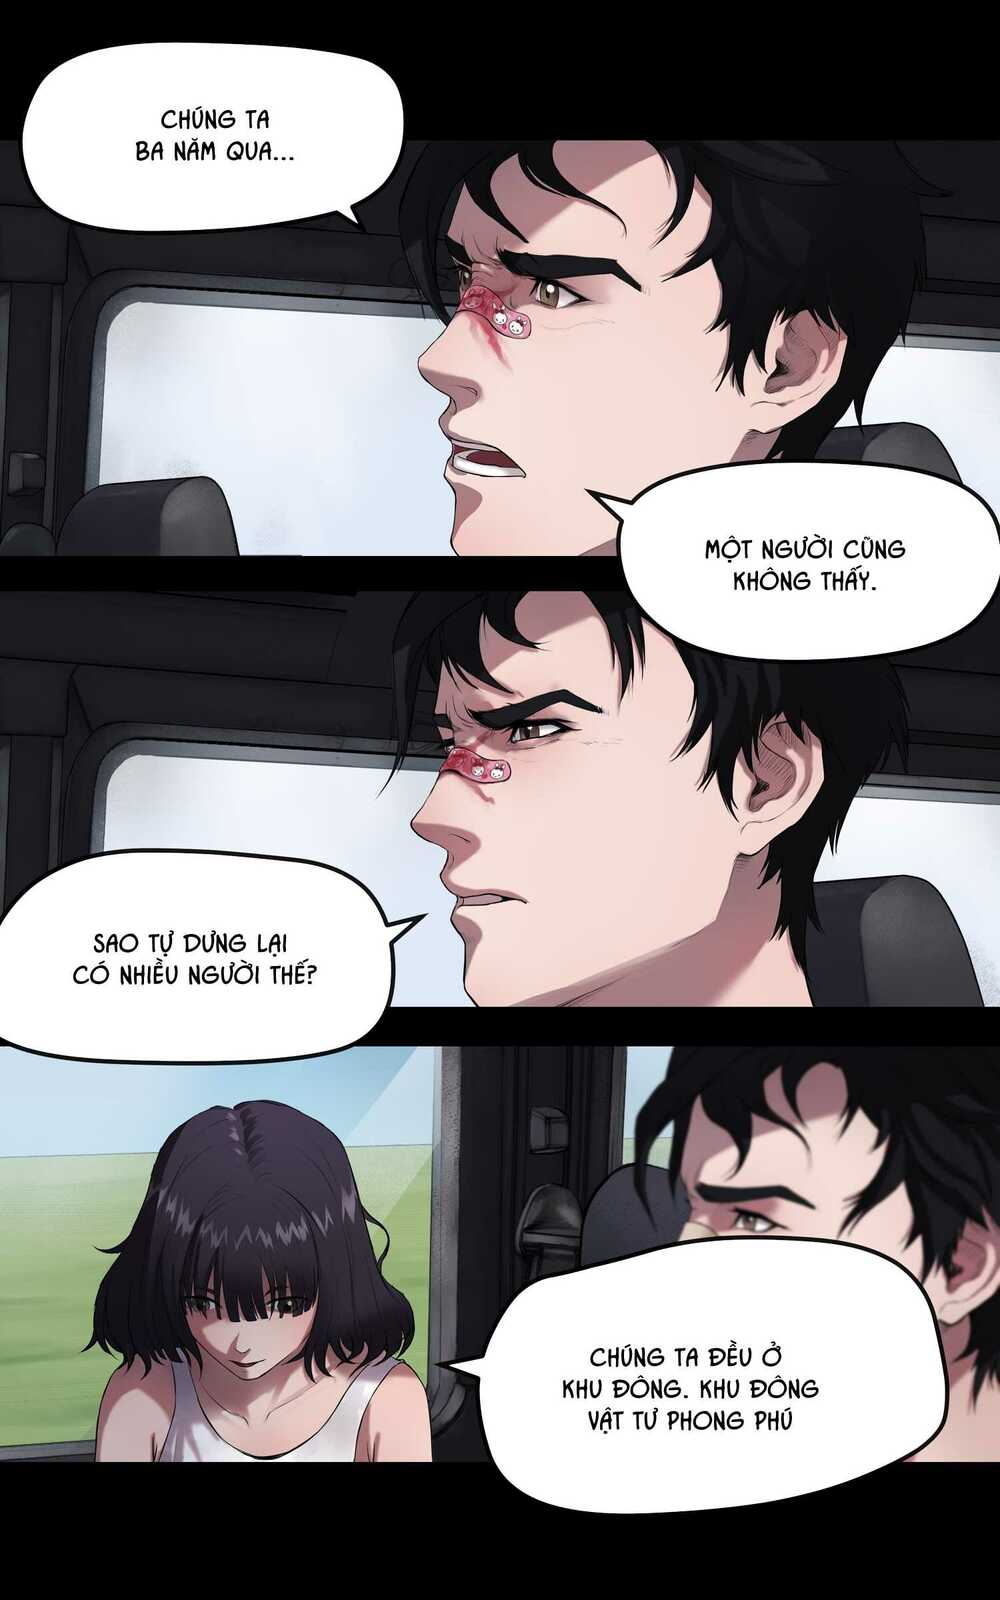 CHÚNG TA
BA NĂM QUA...
MỘT NGƯỜI CŨNG
KHÔNG THẤY.
SAO TỰ DƯNG LẠI
CÓ NHIỀU NGƯỜI THẾ?
CHÚNG TA ĐỀU Ở
KHU ĐÔNG. KHU ĐÔNG
VẬT TƯ PHONG PHÚ